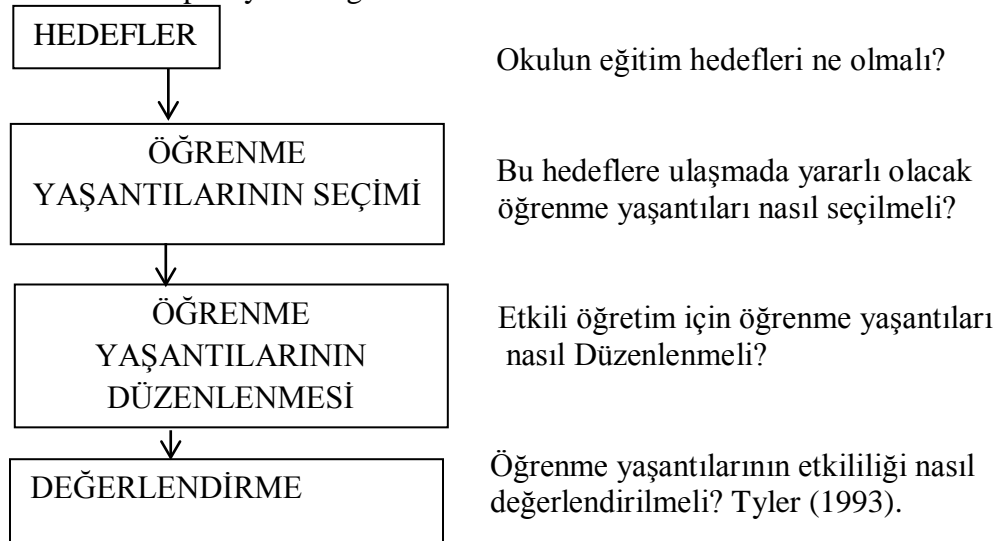 HEDEFLER
Okulun eğitim hedefleri ne olmalı?
ÖĞRENME
YAŞANTILARININ SEÇİMİ
Bu hedeflere ulaşmada yararlı olacak
öğrenme yaşantıları nasıl seçilmeli?
ÖĞRENME
YAŞANTILARININ
DÜZENLENMESİ
Etkili öğretim için öğrenme yaşantıları
nasıl Düzenlenmeli?
DEĞERLENDİRME
Öğrenme yaşantılarının etkililiği nasıl
değerlendirilmeli? Tyler (1993).